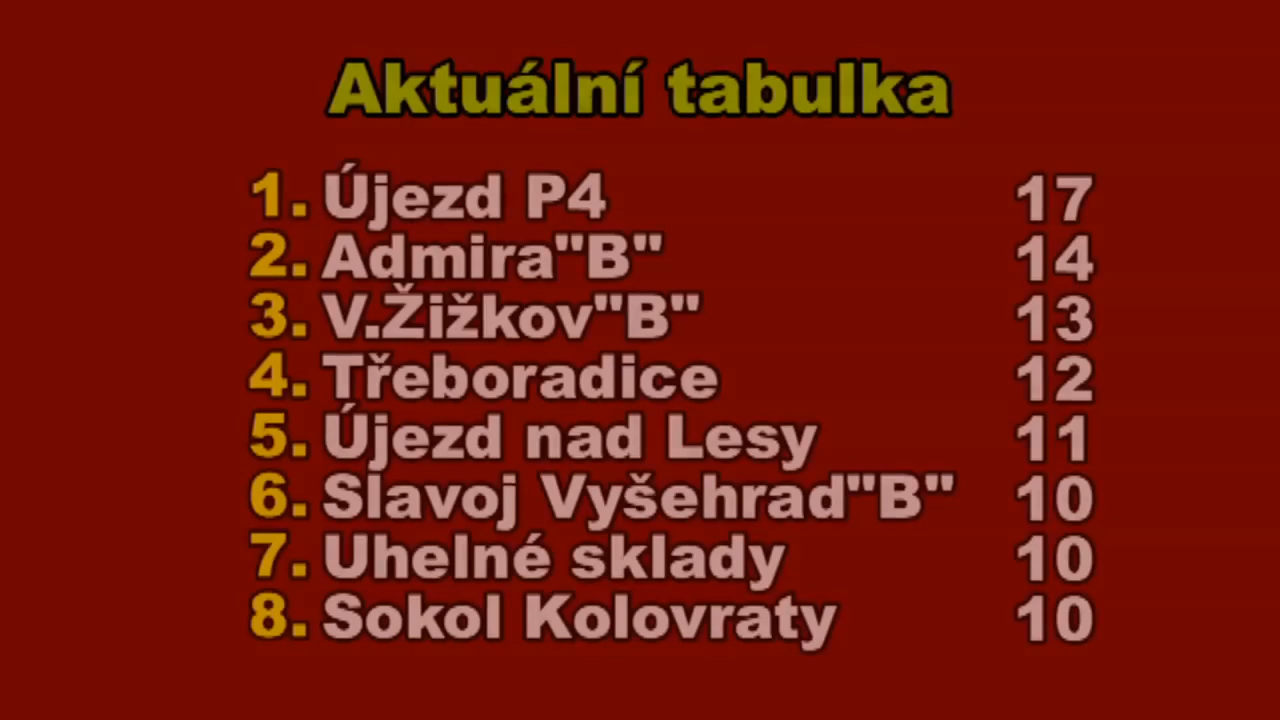 Aktuální tabulka
1. Újezd P4 17
2. Admira"B" 14
3. V.Žižkov"B" 13
4. Třeboradice 12
5. Újezd nad Lesy 11
6. Slavoj Vyšehrad"B" 10
7. Uhelné sklady 10
8. Sokol Kolovraty 10